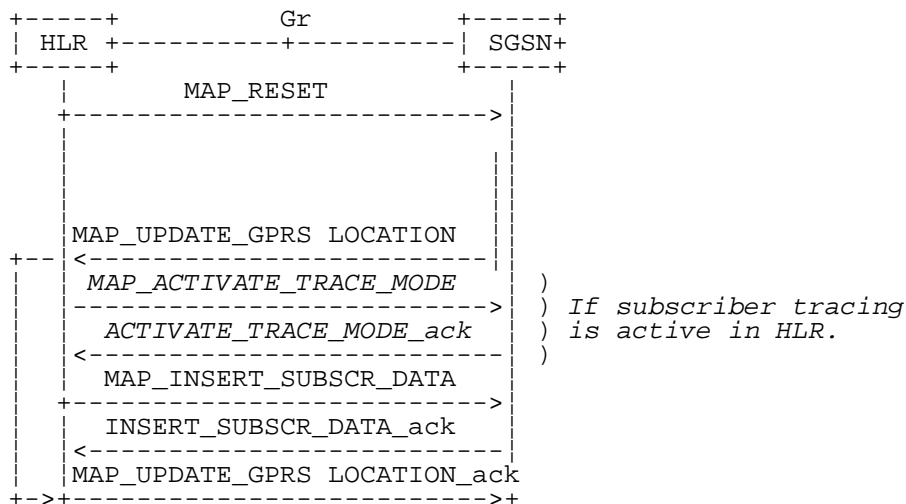 Gr
HLR SGSN
MAP_RESET
MAP_UPDATE_GPRS LOCATION
MAP_ACTIVATE_TRACE_MODE )
) If subscriber tracing
ACTIVATE_TRACE_MODE_ack ) is active in HLR.
)
MAP_INSERT_SUBSCR_DATA
INSERT_SUBSCR_DATA_ack
MAP_UPDATE_GPRS LOCATION_ack